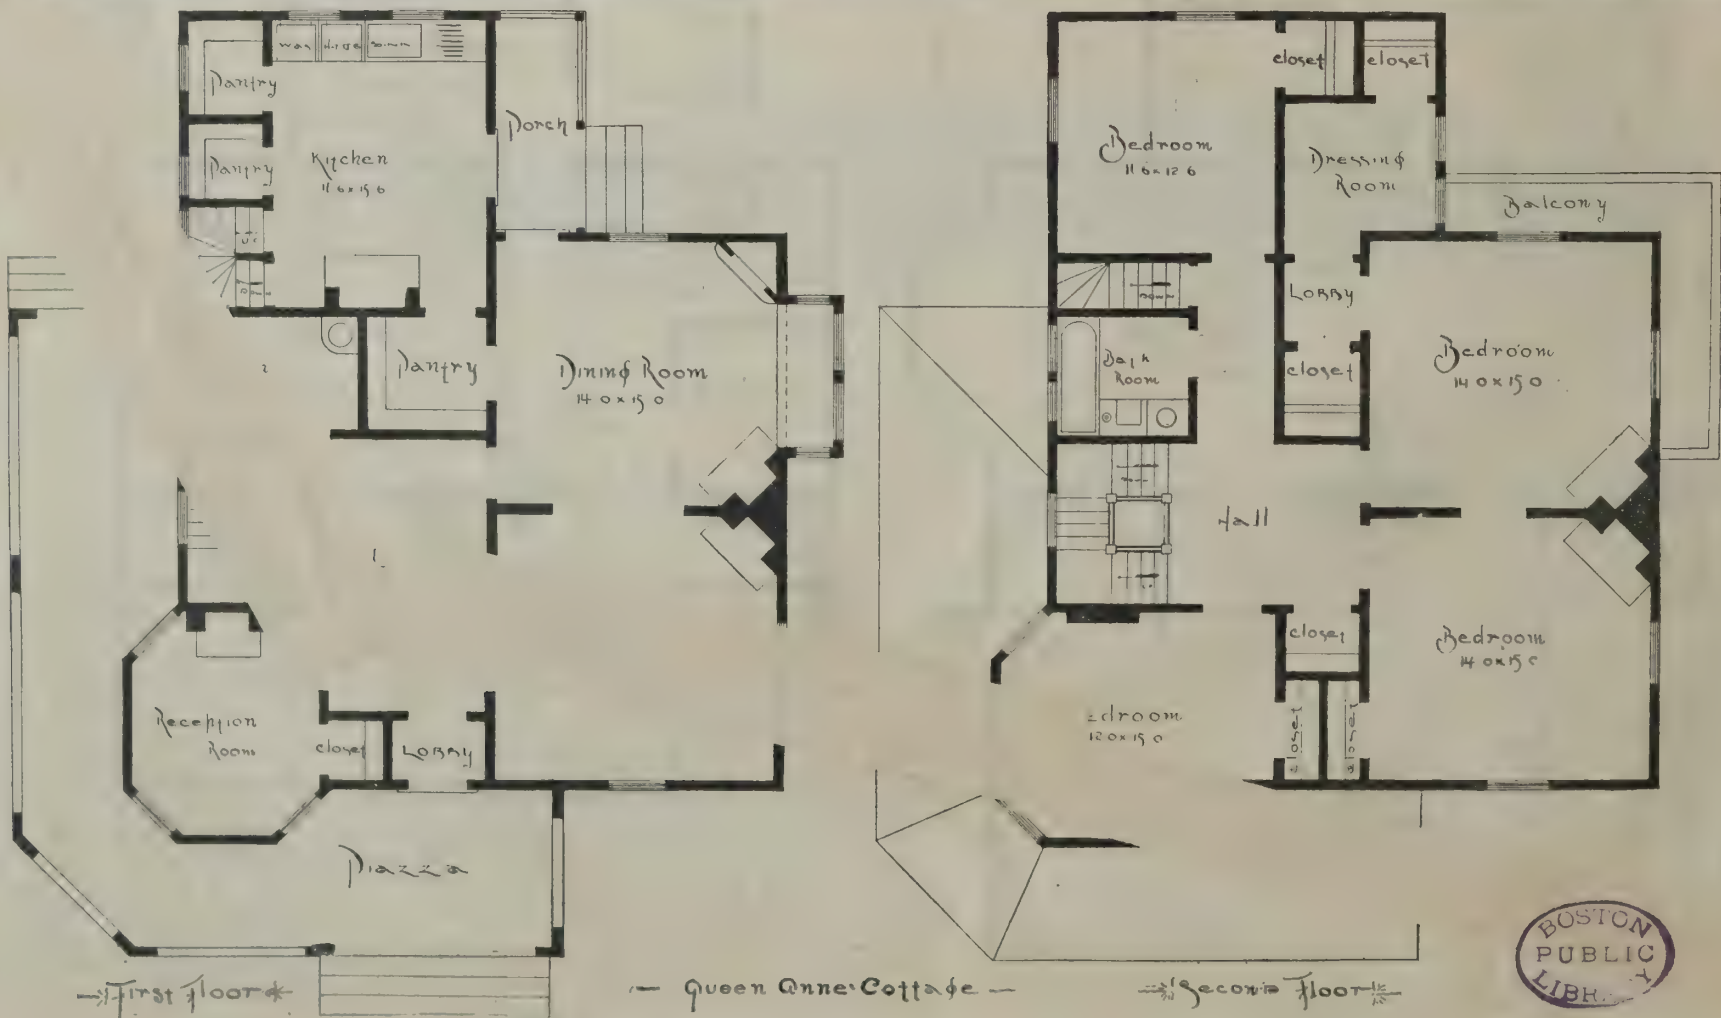 Pantry
Pantry
Kitchen
11 6 x 15 6
Porch
Pantry
Dining Room
14 0 x 15 0
Reception
Room
closet
Lobby
Piazza
First Floor
Queen Anne Cottage
closet
closet
Bedroom
11 6 x 12 6
Dressing
Room
Balcony
Lobby
Bath
Room
closet
Bedroom
14 0 x 15 0
Hall
closet
Bedroom
14 0 x 15 0
edroom
12 0 x 15 0
closet
closet
Second Floor
BOSTON
PUBLIC